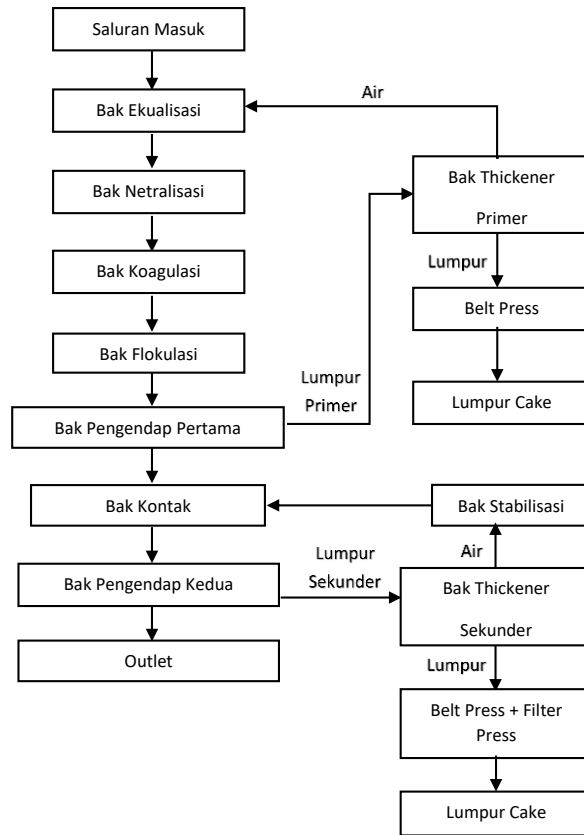 Saluran Masuk
Air
Bak Ekualisasi
Bak Netralisasi
Bak Thickener
Primer
Bak Koagulasi
Lumpur
Belt Press
Bak Flokulasi
Lumpur
Primer
Lumpur Cake
Bak Pengendap Pertama
Bak Kontak
Bak Stabilisasi
Lumpur
Sekunder
Air
Bak Pengendap Kedua
Bak Thickener
Sekunder
Outlet
Lumpur
Belt Press + Filter
Press
Lumpur Cake